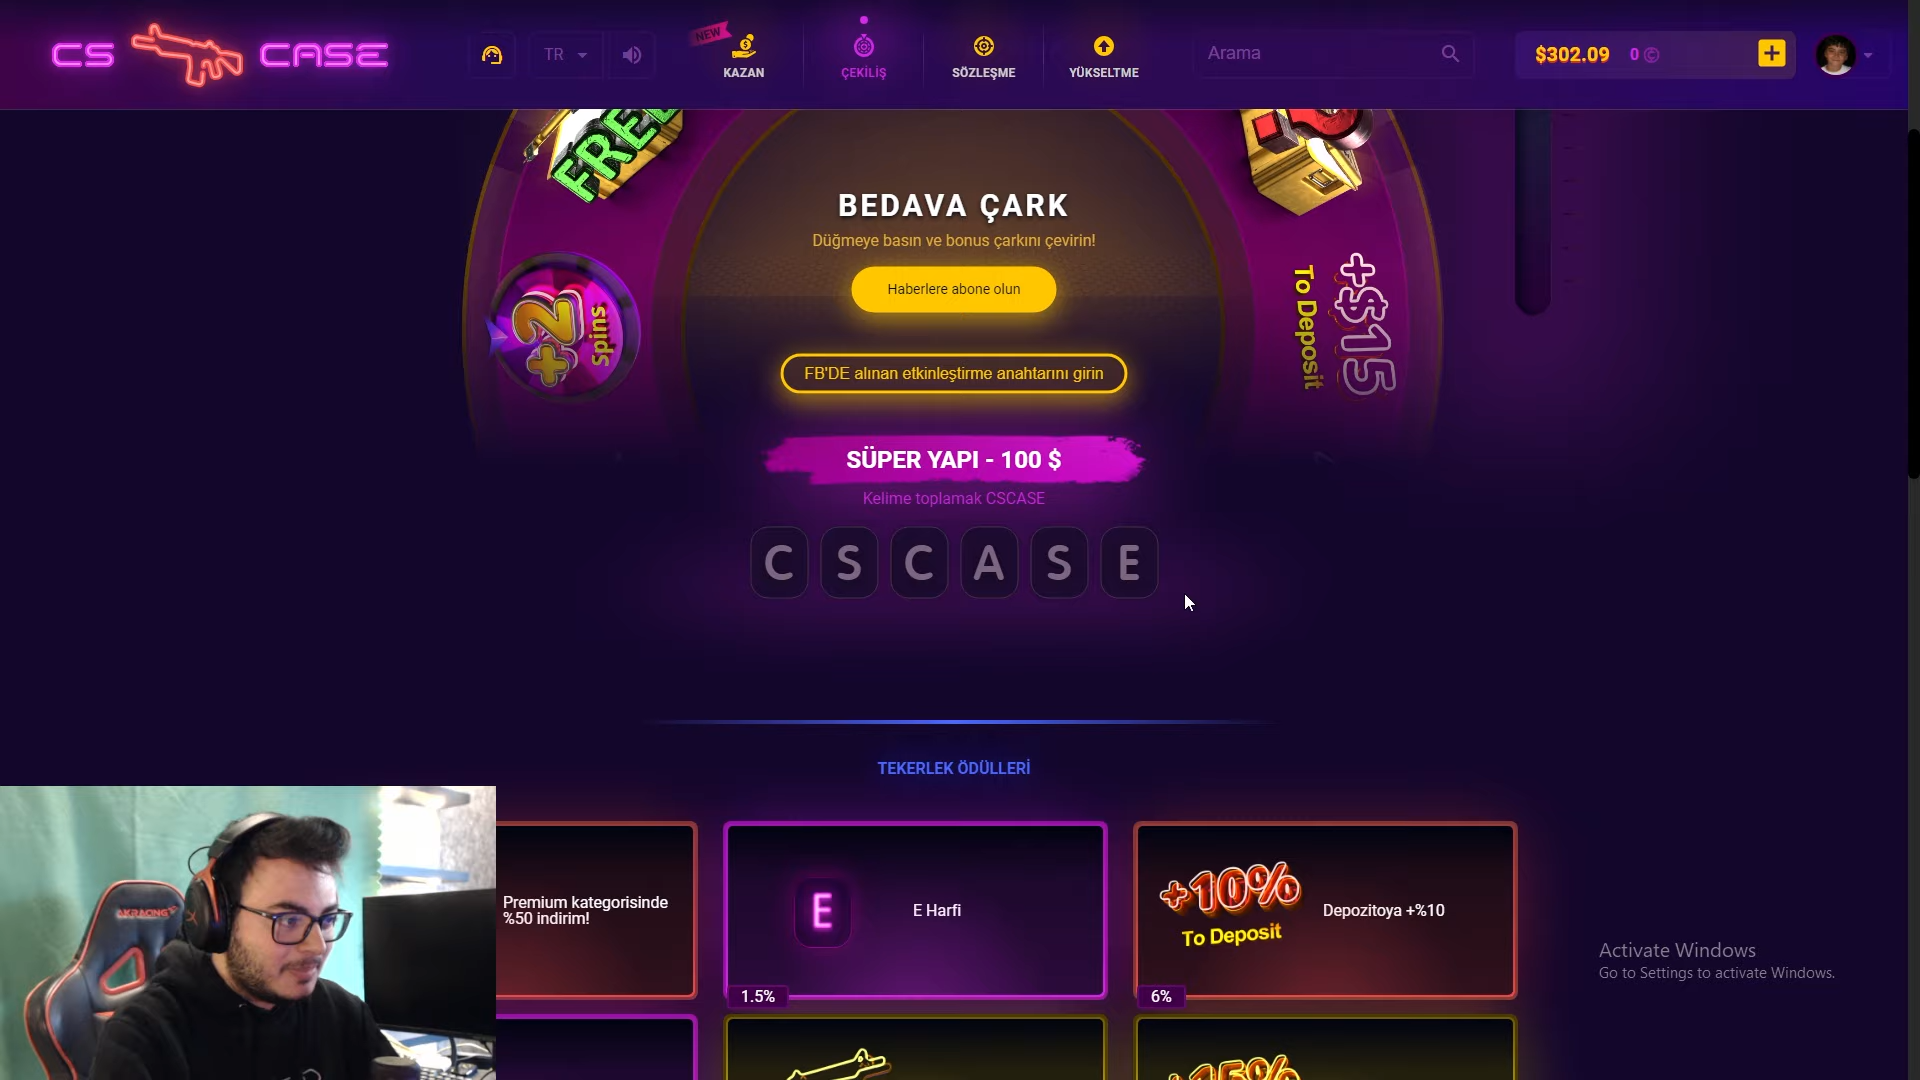 CS CASE
TR
NEW
KAZAN
ÇEKİLİŞ
SÖZLEŞME
YÜKSELTME
Arama
$302.09
0
FREE
BEDAVA ÇARK
Düğmeye basın ve bonus çarkını çevirin!
Haberlere abone olun
+2
Spins
+$15
To Deposit
FB'DE alınan etkinleştirme anahtarını girin
SÜPER YAPI - 100 $
Kelime toplamak CSCASE
C S C A S E
TEKERLEK ÖDÜLLERİ
Premium kategorisinde
%50 indirim!
E
E Harfi
1.5%
+10%
To Deposit
Depozitoya +%10
6%
+15%
AKRACING
Activate Windows
Go to Settings to activate Windows.